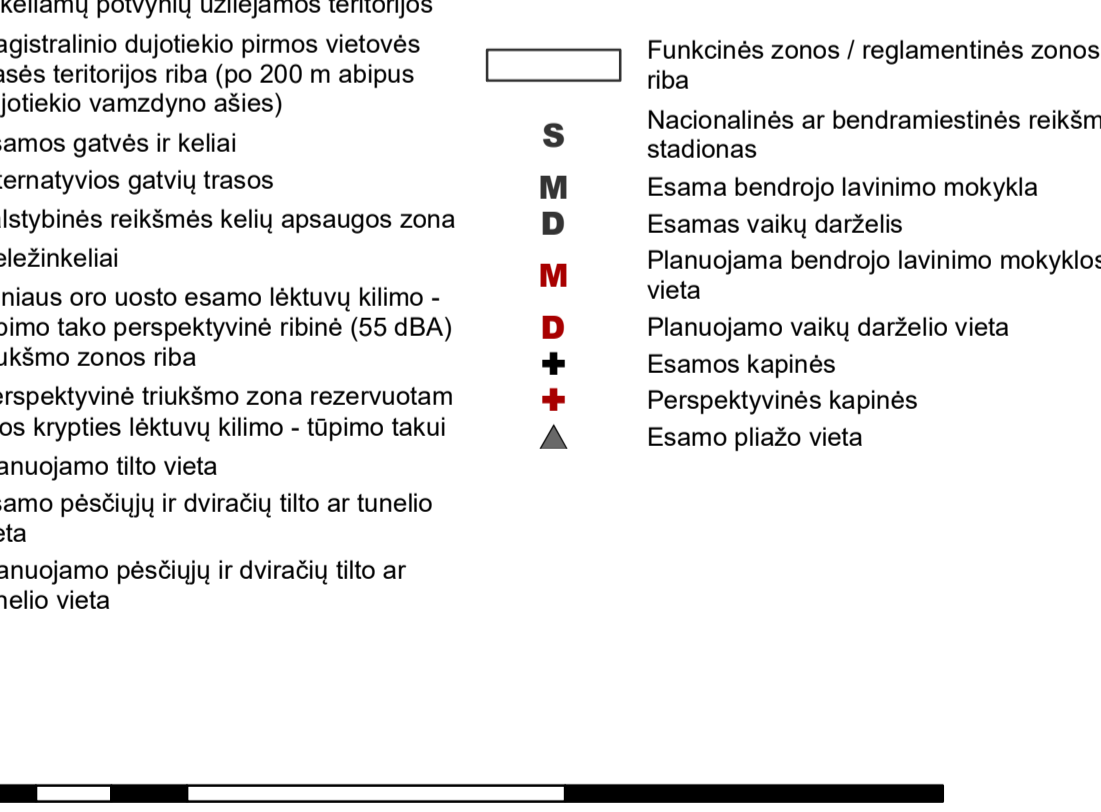 keliamų potvynių užliejamos teritorijos
agistralinio dujotiekio pirmos vietovės
asės teritorijos riba (po 200 m abipus
jotiekio vamzdyno ašies)
samos gatvės ir keliai
ternatyvios gatvių trasos
alstybinės reikšmės kelių apsaugos zona
eležinkeliai
niaus oro uosto esamo lėktuvų kilimo -
pimo tako perspektyvinė ribinė (55 dBA)
ukšmo zonos riba
erspektyvinė triukšmo zona rezervuotam
os krypties lėktuvų kilimo - tūpimo takui
anuojamo tilto vieta
samo pėsčiųjų ir dviračių tilto ar tunelio
eta
anuojamo pėsčiųjų ir dviračių tilto ar
nelio vieta
Funkcinės zonos / reglamentinės zonos
riba
S Nacionalinės ar bendramiestinės reikšm
stadionas
M Esama bendrojo lavinimo mokykla
D Esamas vaikų darželis
M Planuojama bendrojo lavinimo mokyklos
vieta
D Planuojamo vaikų darželio vieta
Esamos kapinės
Perspektyvinės kapinės
Esamo pliažo vieta